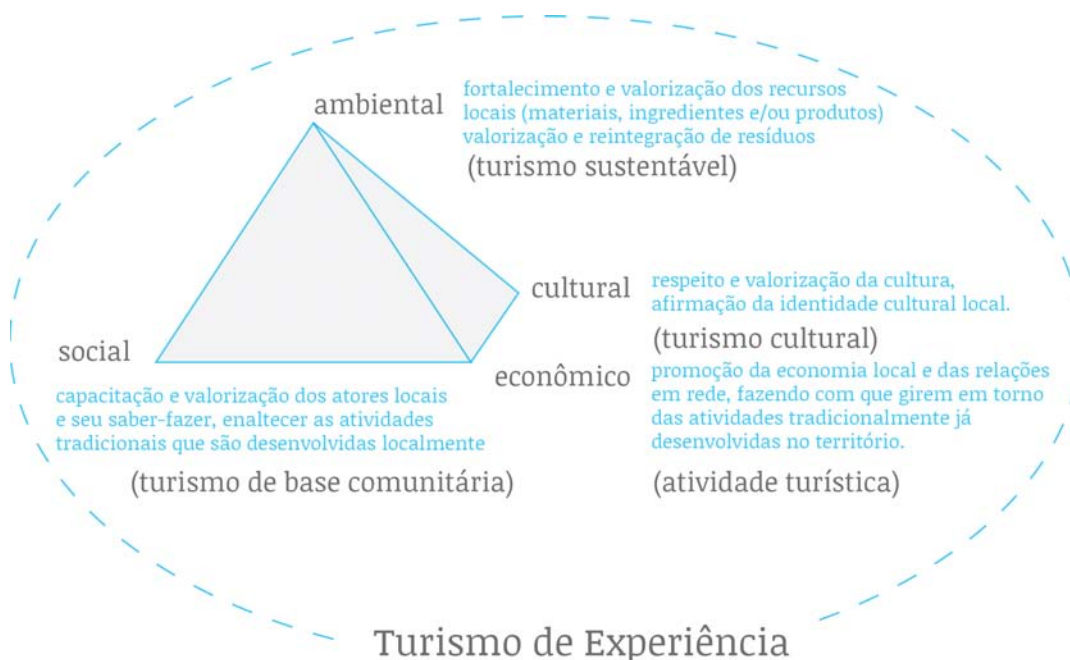 ambiental
fortalecimento e valorização dos recursos
locais (materiais, ingredientes e/ou produtos)
valorização e reintegração de resíduos
(turismo sustentável)
cultural
respeito e valorização da cultura,
afirmação da identidade cultural local.
(turismo cultural)
social
capacitação e valorização dos atores locais
e seu saber-fazer, enaltecer as atividades
tradicionais que são desenvolvidas localmente
(turismo de base comunitária)
econômico
promoção da economia local e das relações
em rede, fazendo com que girem em torno
das atividades tradicionalmente já
desenvolvidas no território.
(atividade turística)
Turismo de Experiência